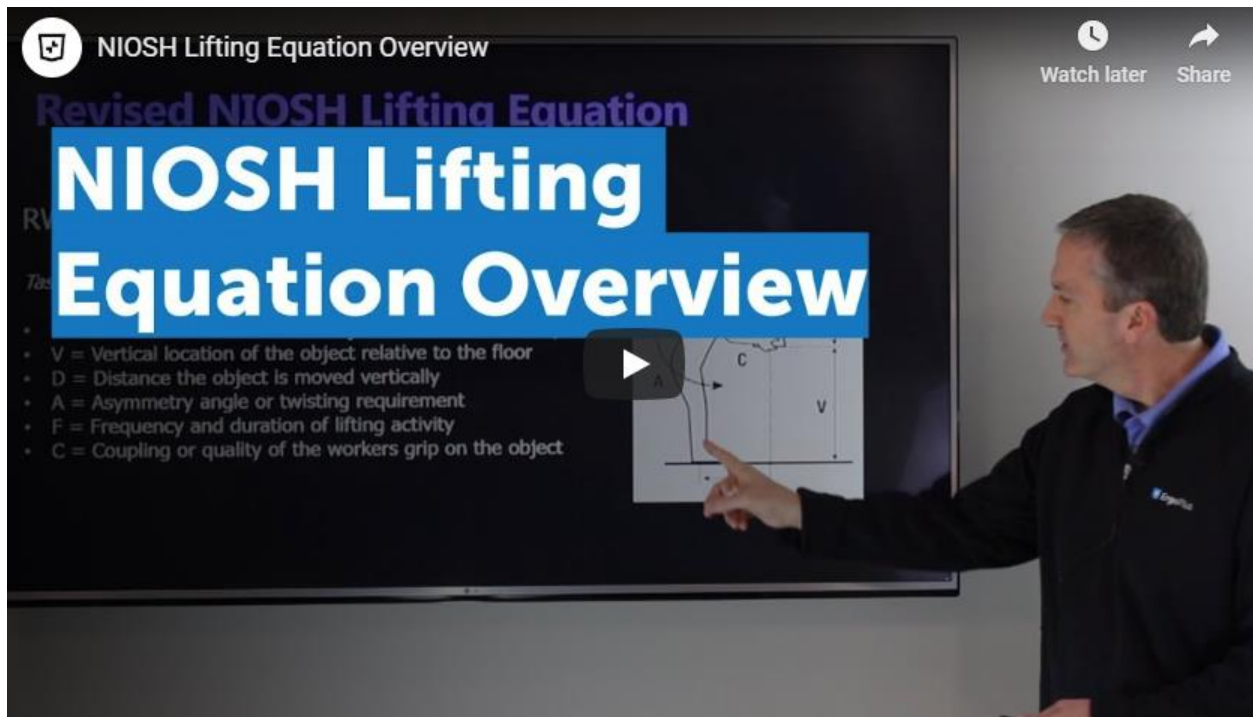 NIOSH Lifting Equation Overview
Watch later
Share
Revised NIOSH Lifting Equation
NIOSH Lifting
Equation Overview
V = Vertical location of the object relative to the floor
D = Distance the object is moved vertically
A = Asymmetry angle or twisting requirement
F = Frequency and duration of lifting activity
C = Coupling or quality of the workers grip on the object
C
A
V
ErgoPlus